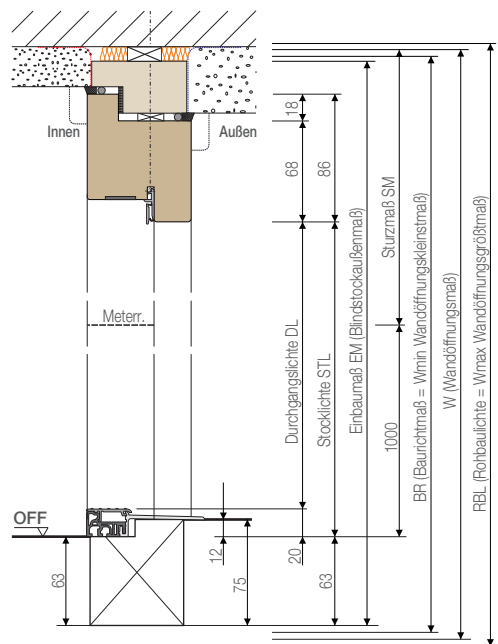 Innen
Außen
18
68
86
Meterr.
Durchgangslichte DL
Stocklichte STL
Einbaumaß EM (Blindstockaußenmaß)
Sturzmaß SM
1000
BR (Baurichtmaß = Wmin Wandöffnungskleinstmaß)
W (Wandöffnungsmaß)
RBL (Rohbaulichte = Wmax Wandöffnungsgrößtmaß)
OFF
63
12
75
20
63